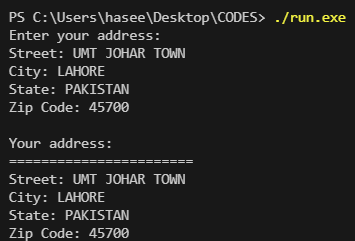 PS C:\Users\hasee\Desktop\CODES> ./run.exe
Enter your address:
Street: UMT JOHAR TOWN
City: LAHORE
State: PAKISTAN
Zip Code: 45700

Your address:
=======================
Street: UMT JOHAR TOWN
City: LAHORE
State: PAKISTAN
Zip Code: 45700